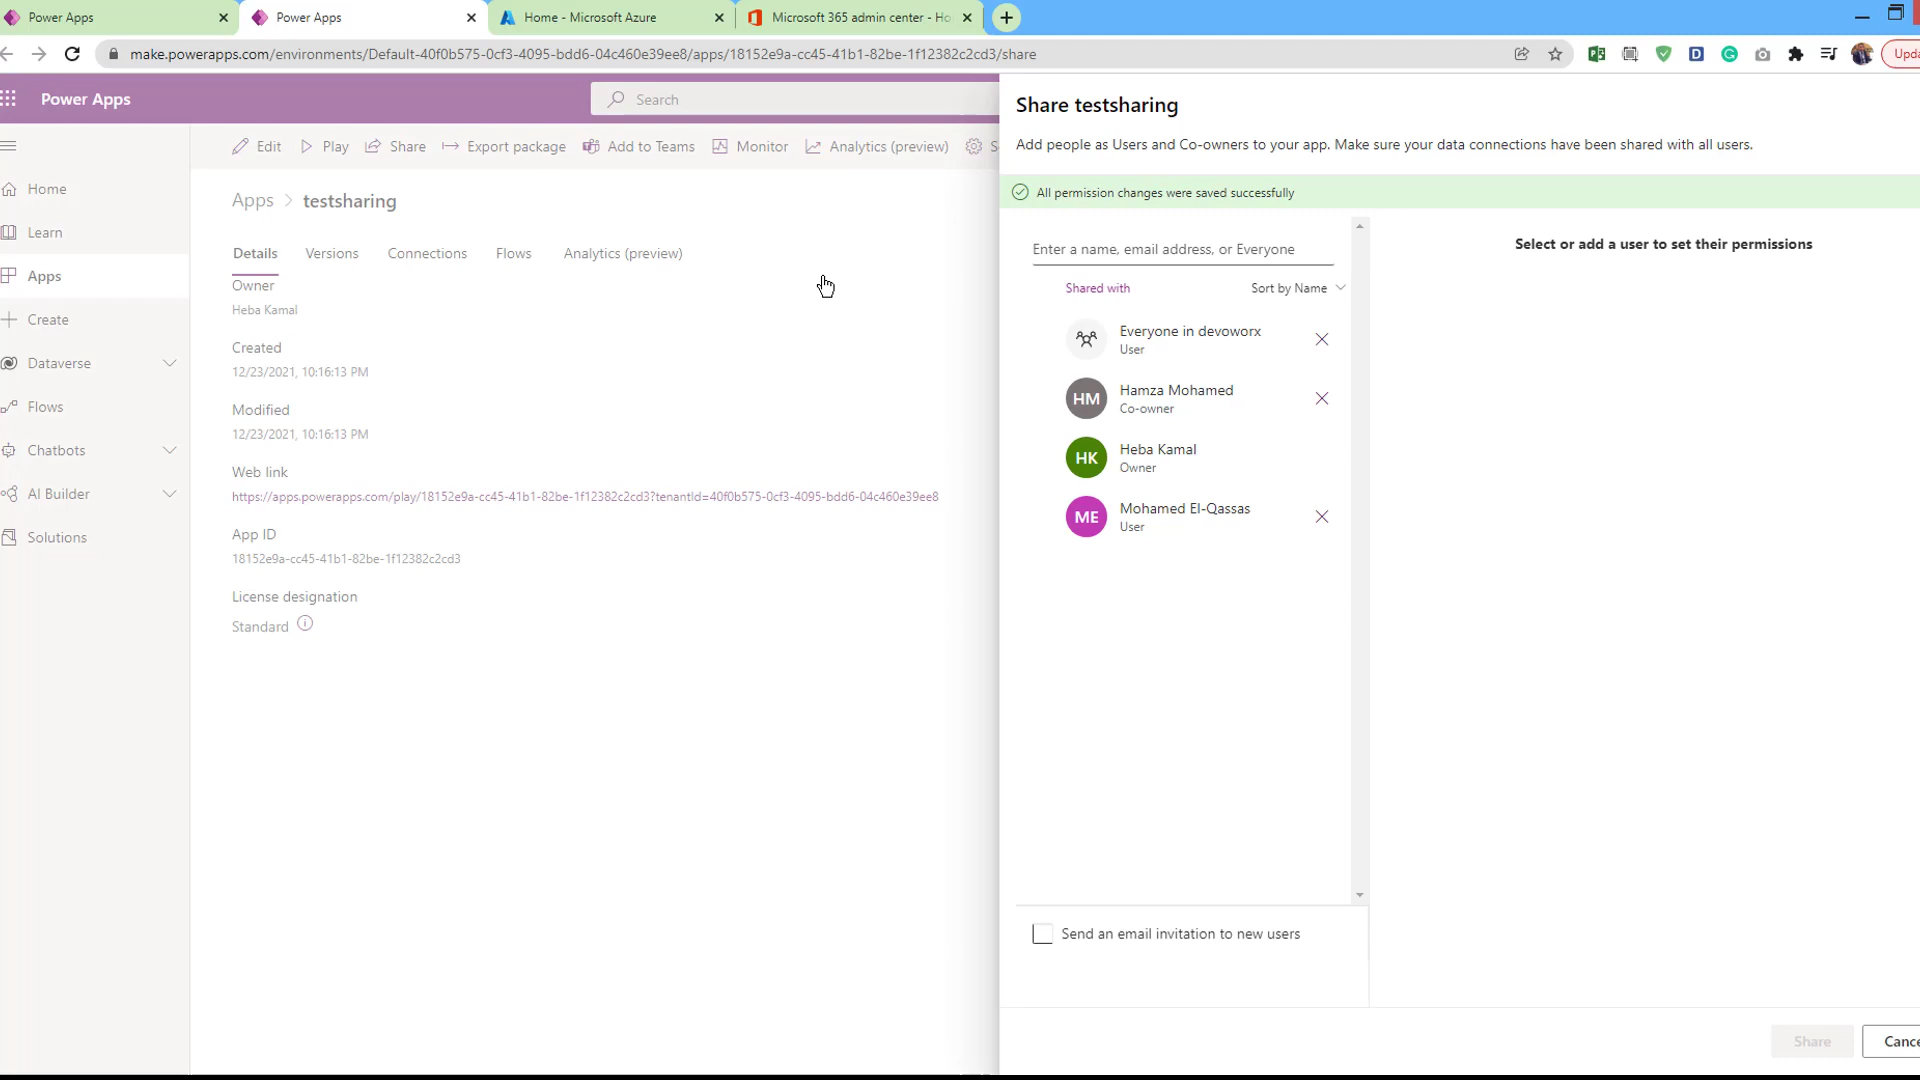 Power Apps
Power Apps
Home - Microsoft Azure
Microsoft 365 admin center - Ho
make.powerapps.com/environments/Default-40f0b575-0cf3-4095-bdd6-04c460e39ee8/apps/18152e9a-cc45-41b1-82be-1f12382c2cd3/share
Upda
Power Apps
Search
Home
Learn
Apps
Create
Dataverse
Flows
Chatbots
AI Builder
Solutions
Edit
Play
Share
Export package
Add to Teams
Monitor
Analytics (preview)
S
Apps > testsharing
Details
Versions
Connections
Flows
Analytics (preview)
Owner
Heba Kamal
Created
12/23/2021, 10:16:13 PM
Modified
12/23/2021, 10:16:13 PM
Web link
https://apps.powerapps.com/play/18152e9a-cc45-41b1-82be-1f12382c2cd3?tenantId=40f0b575-0cf3-4095-bdd6-04c460e39ee8
App ID
18152e9a-cc45-41b1-82be-1f12382c2cd3
License designation
Standard
Share testsharing
Add people as Users and Co-owners to your app. Make sure your data connections have been shared with all users.
All permission changes were saved successfully
Enter a name, email address, or Everyone
Shared with
Sort by Name
Everyone in devoworx
User
HM
Hamza Mohamed
Co-owner
HK
Heba Kamal
Owner
ME
Mohamed El-Qassas
User
Send an email invitation to new users
Select or add a user to set their permissions
Share
Cance